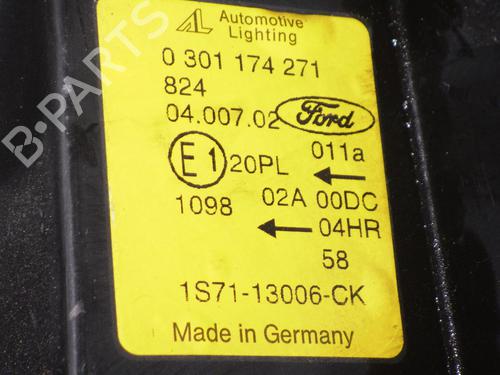 AL Automotive
Lighting
0 301 174 271
824
04.007.02 Ford
E1 20PL 011a
1098 02A 00DC
04HR
58
1S71-13006-CK
Made in Germany
B-PARTS